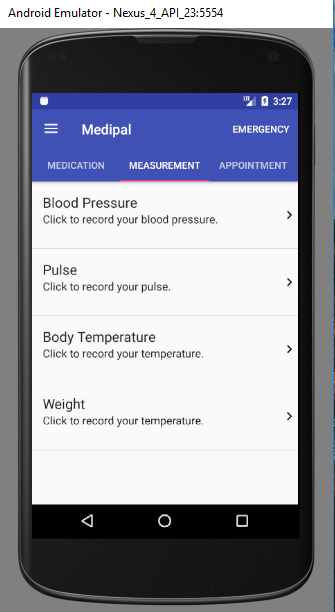 Android Emulator - Nexus_4_API_23:5554
3:27
Medipal
EMERGENCY
MEDICATION
MEASUREMENT
APPOINTMENT
Blood Pressure
Click to record your blood pressure.
Pulse
Click to record your pulse.
Body Temperature
Click to record your temperature.
Weight
Click to record your temperature.